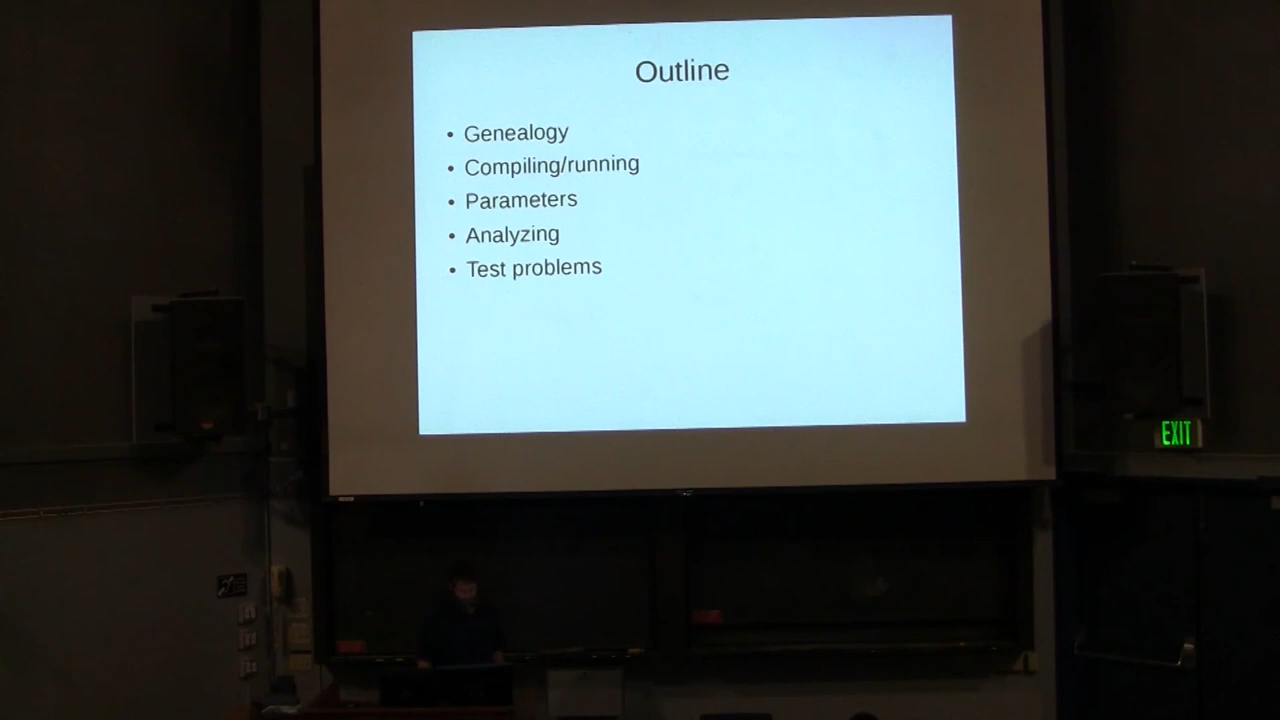 Outline
• Genealogy
• Compiling/running
• Parameters
• Analyzing
• Test problems
EXIT